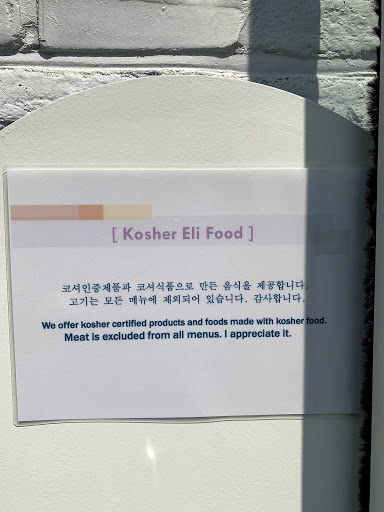 [ Kosher Eli Food ]
코셔인증제품과 코셔식품으로 만든 음식을 제공합니다.
고기는 모든 메뉴에 제외되어 있습니다. 감사합니다.
We offer kosher certified products and foods made with kosher food.
Meat is excluded from all menus. I appreciate it.